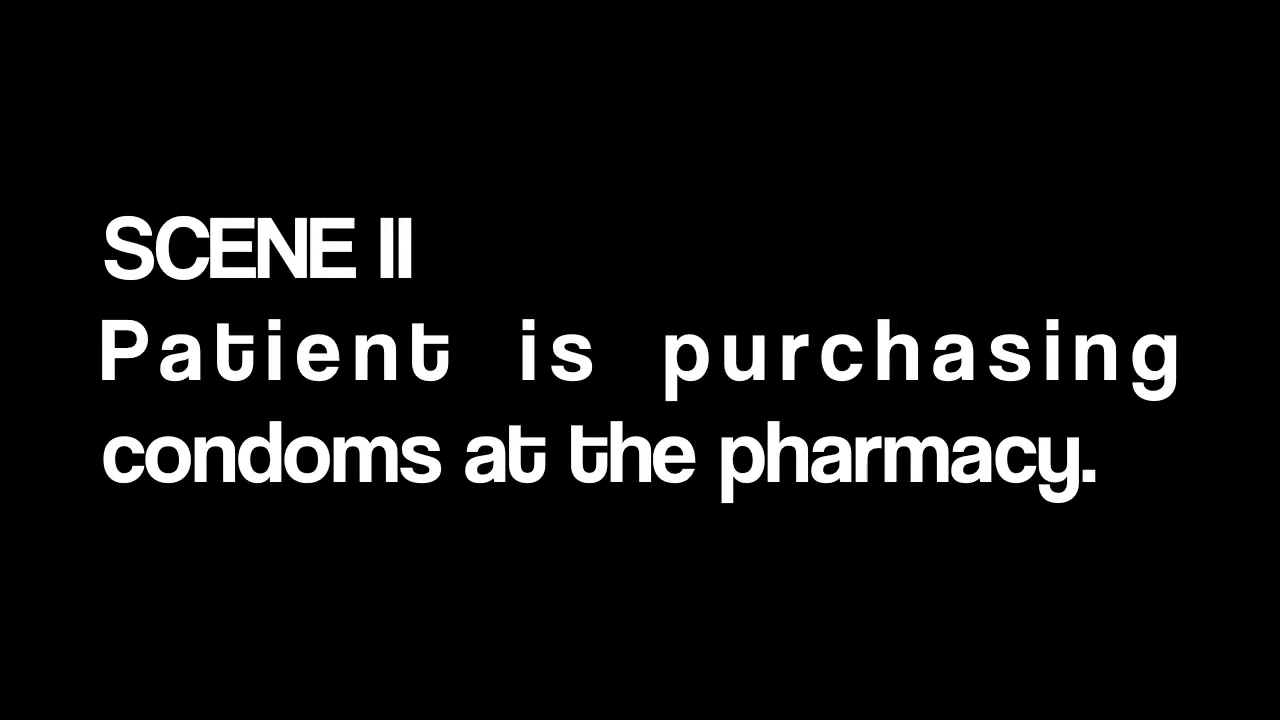 SCENE II
Patient is purchasing
condoms at the pharmacy.